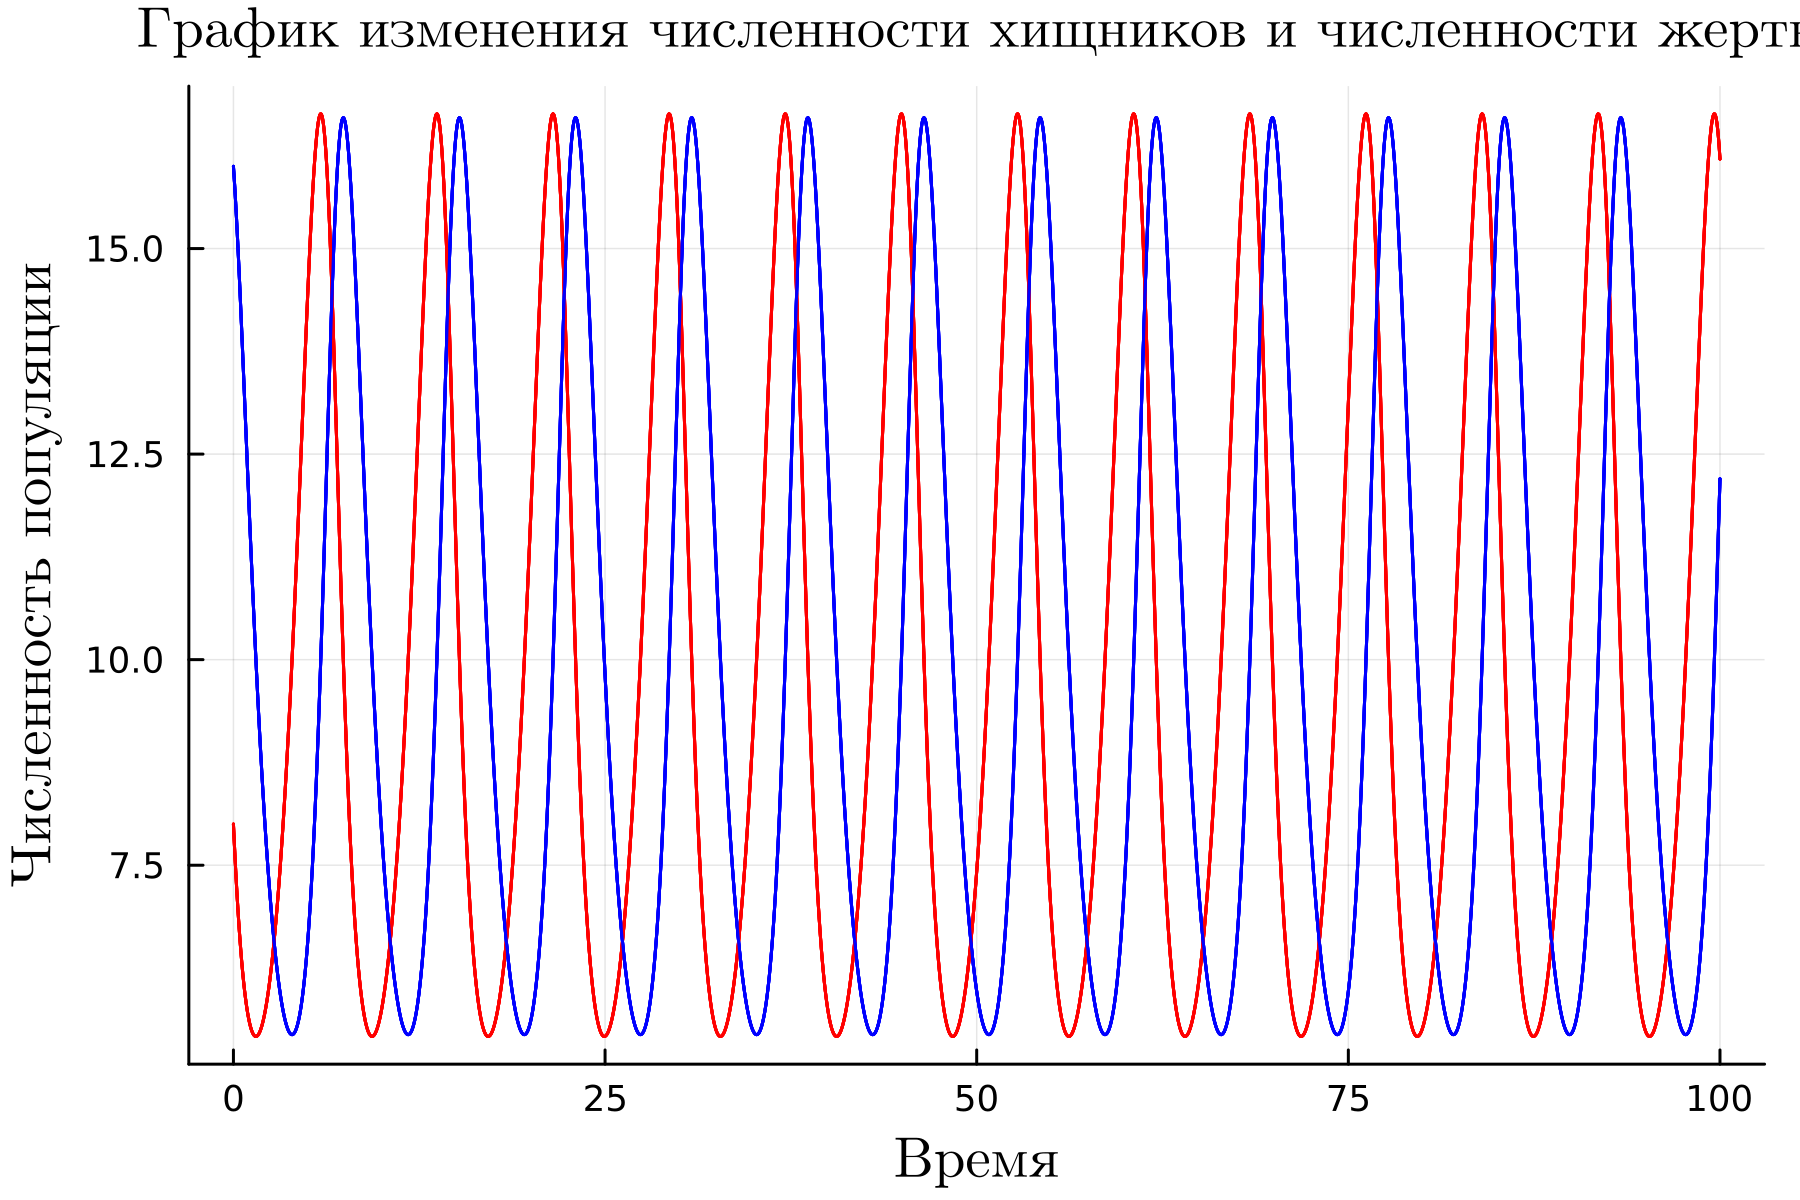 График изменения численности хищников и численности жерт
Численность популяции
15.0
12.5
10.0
7.5
0 25 50 75 100
Время